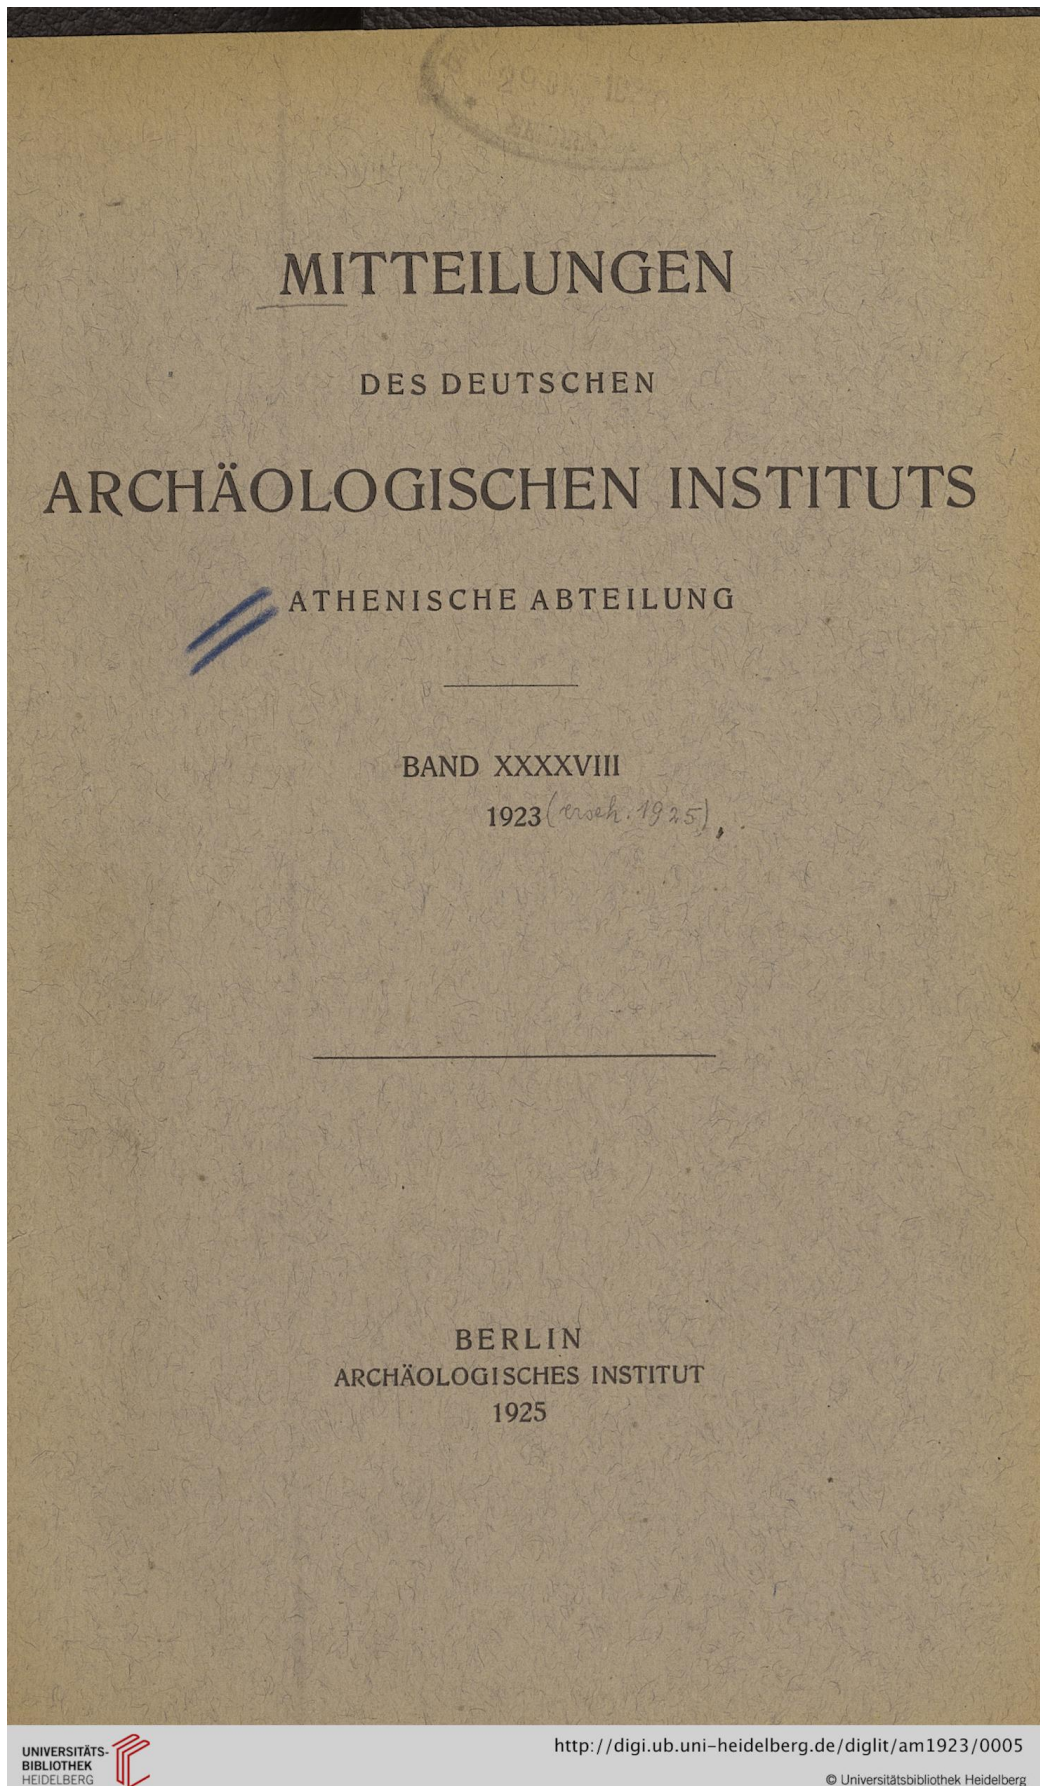 MITTEILUNGEN
DES DEUTSCHEN
ARCHÄOLOGISCHEN INSTITUTS
ATHENISCHE ABTEILUNG
BAND XXXXVIII
1923 (ersch. 1925)
BERLIN
ARCHÄOLOGISCHES INSTITUT
1925
UNIVERSITÄTS-
BIBLIOTHEK
HEIDELBERG
http://digi.ub.uni-heidelberg.de/diglit/am1923/0005
© Universitätsbibliothek Heidelberg